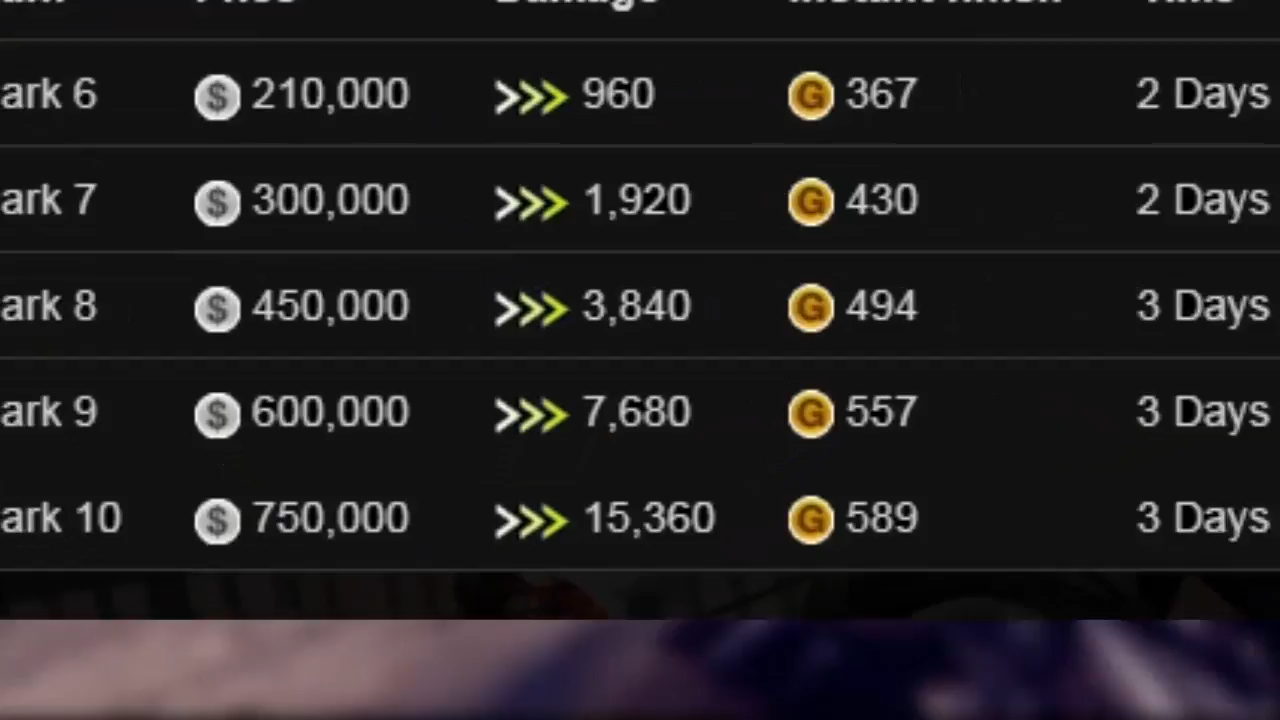 ark 6 $ 210,000 >>> 960 G 367 2 Days
ark 7 $ 300,000 >>> 1,920 G 430 2 Days
ark 8 $ 450,000 >>> 3,840 G 494 3 Days
ark 9 $ 600,000 >>> 7,680 G 557 3 Days
ark 10 $ 750,000 >>> 15,360 G 589 3 Days